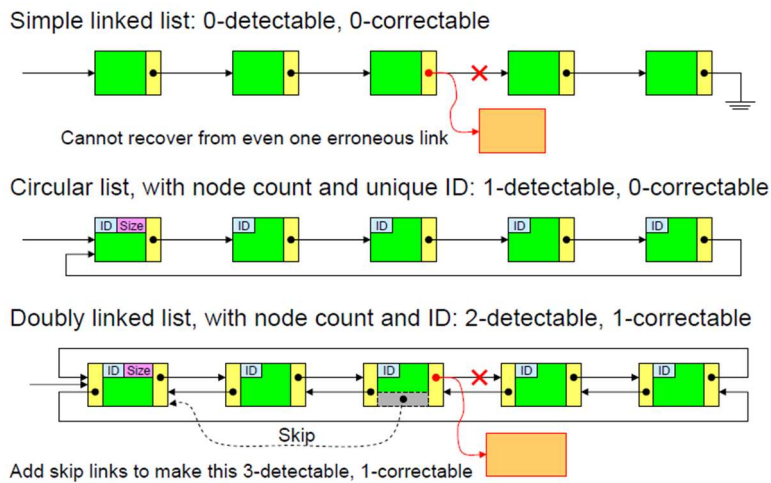 Simple linked list: 0-detectable, 0-correctable
Cannot recover from even one erroneous link
Circular list, with node count and unique ID: 1-detectable, 0-correctable
ID Size ID ID ID ID
Doubly linked list, with node count and ID: 2-detectable, 1-correctable
ID Size ID ID ID ID
Skip
Add skip links to make this 3-detectable, 1-correctable